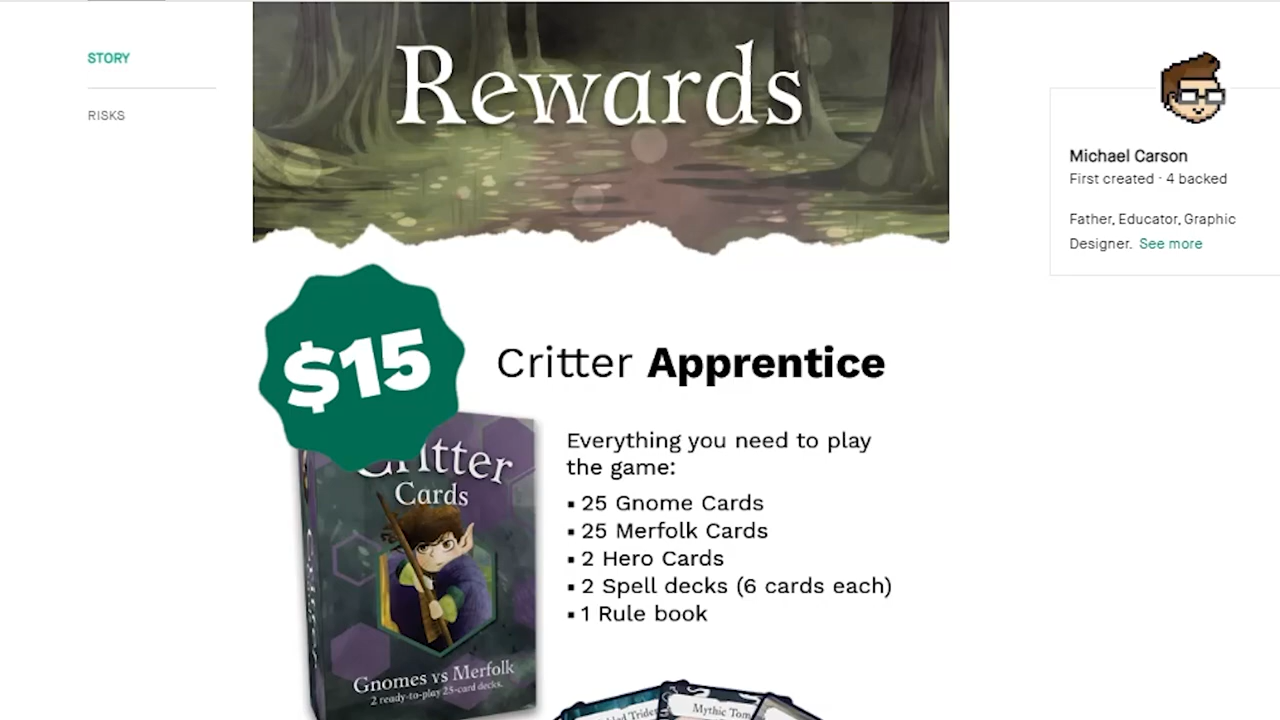 STORY
RISKS
Rewards
Michael Carson
First created · 4 backed
Father, Educator, Graphic
Designer. See more
$15
Critter Apprentice
Everything you need to play
the game:
▪ 25 Gnome Cards
▪ 25 Merfolk Cards
▪ 2 Hero Cards
▪ 2 Spell decks (6 cards each)
▪ 1 Rule book
Critter
Cards
Gnomes vs Merfolk
2 ready-to-play 25-card decks.
Mythic Tom